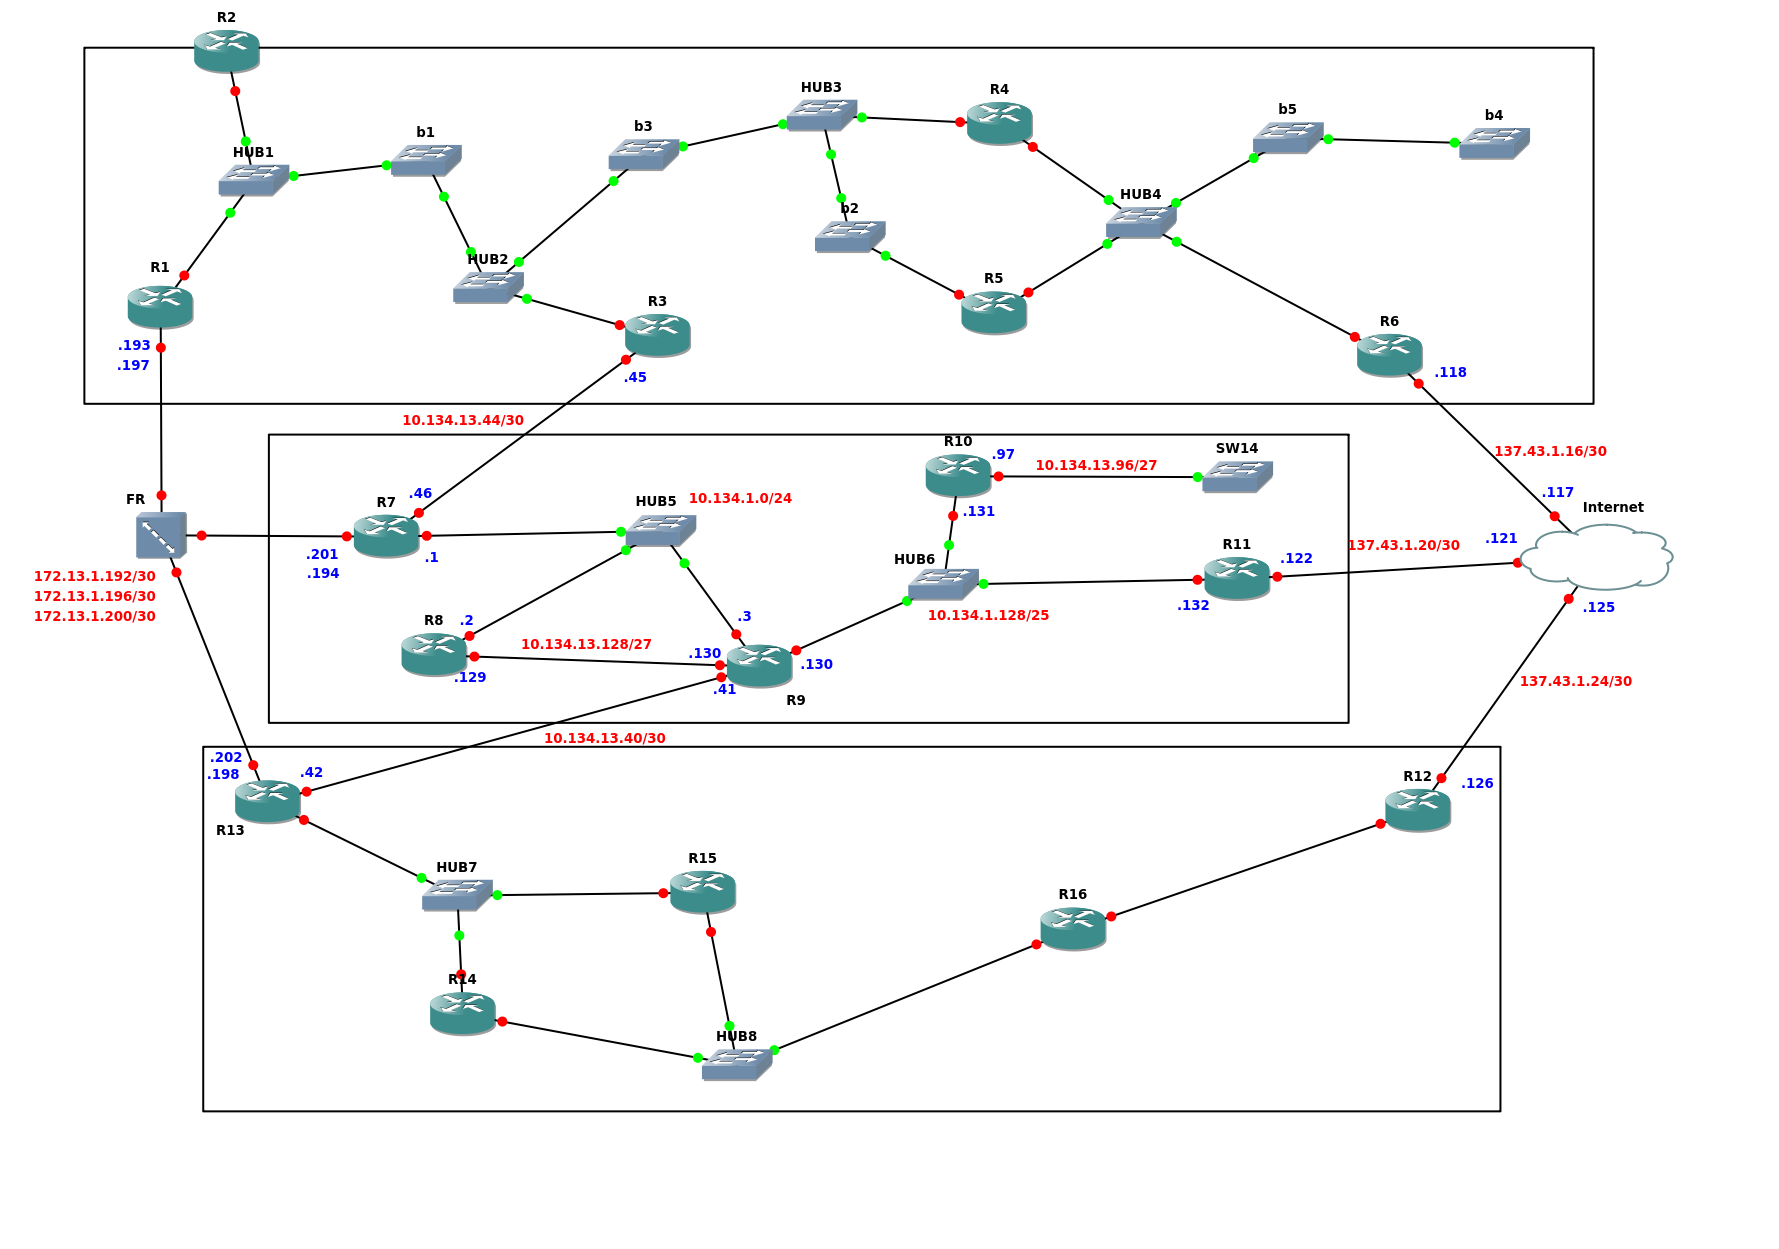 R2
HUB1
b1
b3
HUB3
R4
b5
b4
b2
HUB4
R1
HUB2
R3
R5
R6
.193
.197
.45
.118
10.134.13.44/30
137.43.1.16/30
R10
.97
10.134.13.96/27
SW14
FR
R7
.46
HUB5
10.134.1.0/24
.131
.117
Internet
.201
.194
.1
HUB6
R11
.122
137.43.1.20/30
.121
172.13.1.192/30
172.13.1.196/30
172.13.1.200/30
.132
10.134.1.128/25
.125
R8
.2
.3
10.134.13.128/27
.130
.130
.129
.41
R9
137.43.1.24/30
10.134.13.40/30
.202
.198
.42
R13
R12
.126
HUB7
R15
R16
R14
HUB8